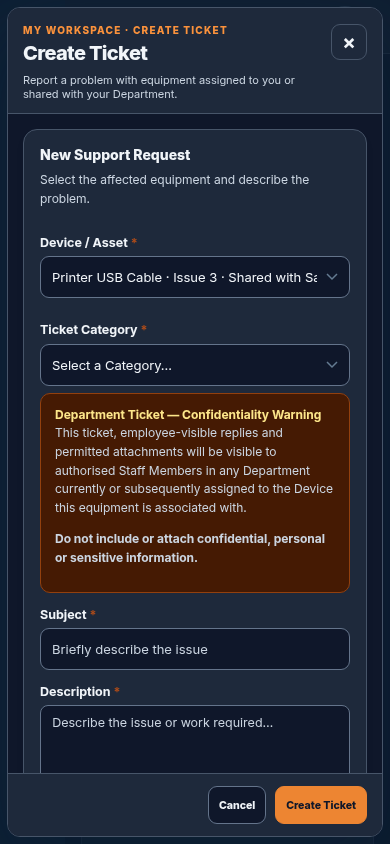 MY WORKSPACE · CREATE TICKET
Create Ticket
Report a problem with equipment assigned to you or
shared with your Department.
New Support Request
Select the affected equipment and describe the
problem.
Device / Asset *
Printer USB Cable · Issue 3 · Shared with Sa
Ticket Category *
Select a Category...
Department Ticket — Confidentiality Warning
This ticket, employee-visible replies and
permitted attachments will be visible to
authorised Staff Members in any Department
currently or subsequently assigned to the Device
this equipment is associated with.
Do not include or attach confidential, personal
or sensitive information.
Subject *
Briefly describe the issue
Description *
Describe the issue or work required...
Cancel
Create Ticket